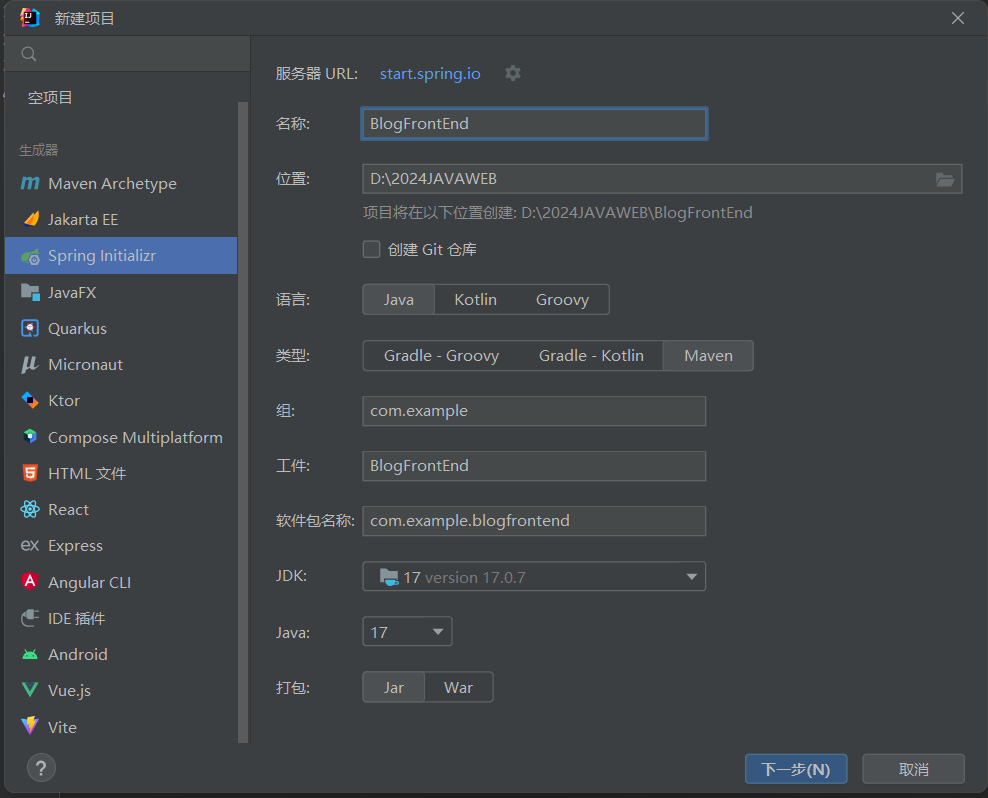 新建项目
空项目
生成器
Maven Archetype
Jakarta EE
Spring Initializr
JavaFX
Quarkus
Micronaut
Ktor
Compose Multiplatform
HTML 文件
React
Express
Angular CLI
IDE 插件
Android
Vue.js
Vite
服务器 URL: start.spring.io
名称: BlogFrontEnd
位置: D:\2024JAVAWEB
项目将在以下位置创建: D:\2024JAVAWEB\BlogFrontEnd
创建 Git 仓库
语言: Java Kotlin Groovy
类型: Gradle - Groovy Gradle - Kotlin Maven
组: com.example
工件: BlogFrontEnd
软件包名称: com.example.blogfrontend
JDK: 17 version 17.0.7
Java: 17
打包: Jar War
? 下一步(N) 取消